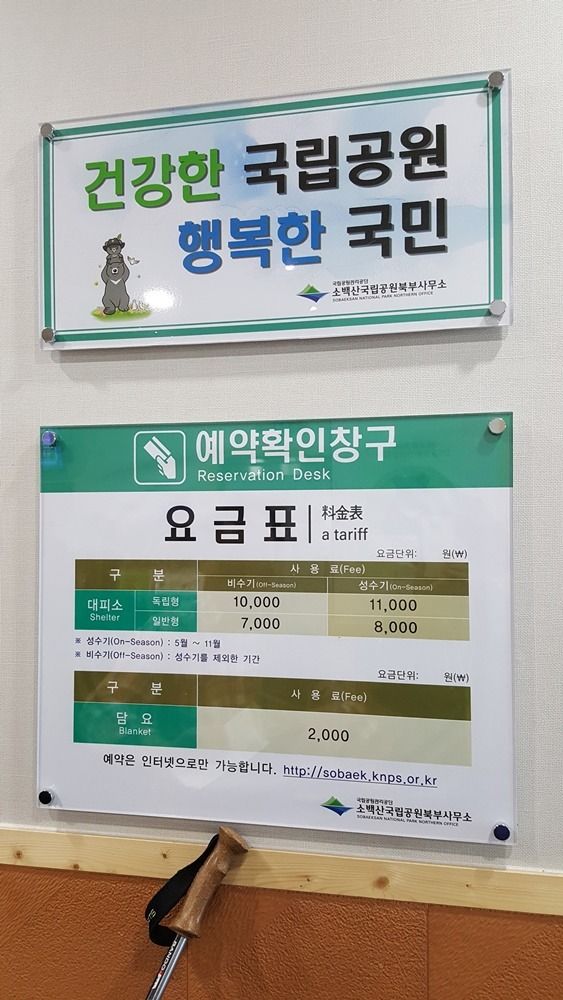 건강한 국립공원
행복한 국민
국립공원관리공단
소백산국립공원북부사무소
SOBAEKSAN NATIONAL PARK NORTHERN OFFICE
예약확인창구
Reservation Desk
요금표 料金表
a tariff
요금단위: 원(₩)
구 분 사 용 료(Fee)
비수기(Off-Season) 성수기(On-Season)
대피소 Shelter 독립형 10,000 11,000
일반형 7,000 8,000
※ 성수기(On-Season) : 5월 ~ 11월
※ 비수기(Off-Season) : 성수기를 제외한 기간
요금단위: 원(₩)
구 분 사 용 료(Fee)
담 요 Blanket 2,000
예약은 인터넷으로만 가능합니다. http://sobaek.knps.or.kr
국립공원관리공단
소백산국립공원북부사무소
SOBAEKSAN NATIONAL PARK NORTHERN OFFICE